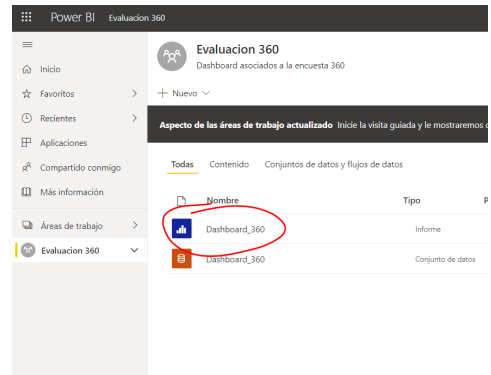 Power BI Evaluacion 360
Evaluacion 360
Dashboard asociados a la encuesta 360
Inicio
Favoritos
Recientes
Aplicaciones
Compartido conmigo
Más información
Áreas de trabajo
Evaluacion 360
+ Nuevo
Aspecto de las áreas de trabajo actualizado Inicie la visita guiada y le mostraremos
Todas Contenido Conjuntos de datos y flujos de datos
Nombre Tipo P
Dashboard_360 Informe
Dashboard_360 Conjunto de datos